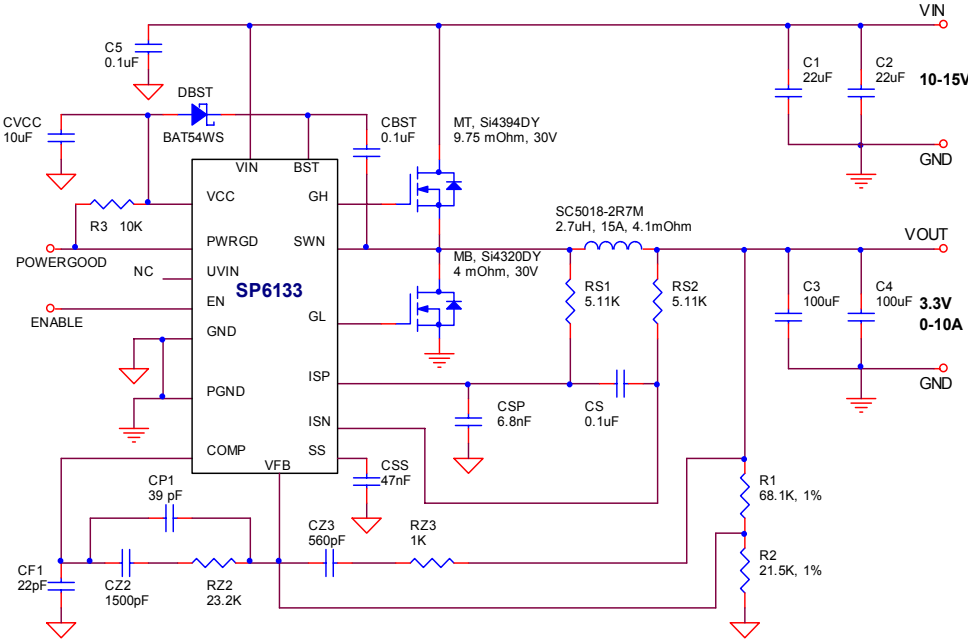 VIN
C5
0.1uF
C1
22uF
C2
22uF
10-15V
DBST
BAT54WS
CVCC
10uF
CBST
0.1uF
MT, Si4394DY
9.75 mOhm, 30V
GND
VIN
BST
VCC
GH
R3 10K
PWRGD
SWN
POWERGOOD
SC5018-2R7M
2.7uH, 15A, 4.1mOhm
VOUT
MB, Si4320DY
4 mOhm, 30V
NC
UVIN
SP6133
EN
ENABLE
GND
GL
RS1
5.11K
RS2
5.11K
C3
100uF
C4
100uF
3.3V
0-10A
GND
PGND
ISP
ISN
CSP
6.8nF
CS
0.1uF
COMP
SS
VFB
CSS
47nF
CP1
39 pF
R1
68.1K, 1%
CZ3
560pF
RZ3
1K
CF1
22pF
CZ2
1500pF
RZ2
23.2K
R2
21.5K, 1%